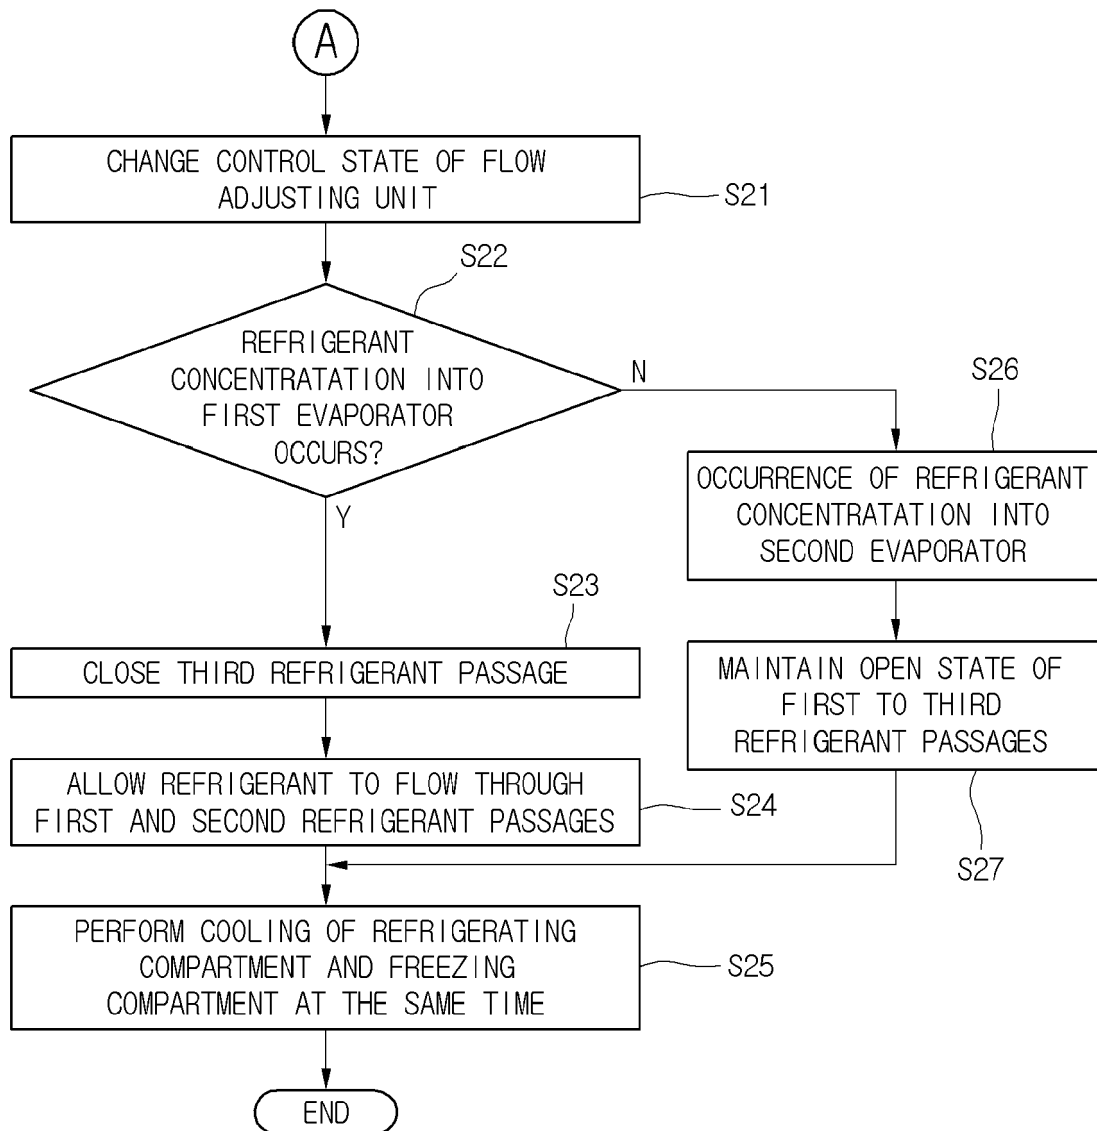 A
CHANGE CONTROL STATE OF FLOW
ADJUSTING UNIT
S21
S22
REFRIGERANT
CONCENTRATATION INTO
FIRST EVAPORATOR
OCCURS?
N
Y
S26
OCCURRENCE OF REFRIGERANT
CONCENTRATATION INTO
SECOND EVAPORATOR
S23
CLOSE THIRD REFRIGERANT PASSAGE
MAINTAIN OPEN STATE OF
FIRST TO THIRD
REFRIGERANT PASSAGES
S27
ALLOW REFRIGERANT TO FLOW THROUGH
FIRST AND SECOND REFRIGERANT PASSAGES
S24
PERFORM COOLING OF REFRIGERATING
COMPARTMENT AND FREEZING
COMPARTMENT AT THE SAME TIME
S25
END